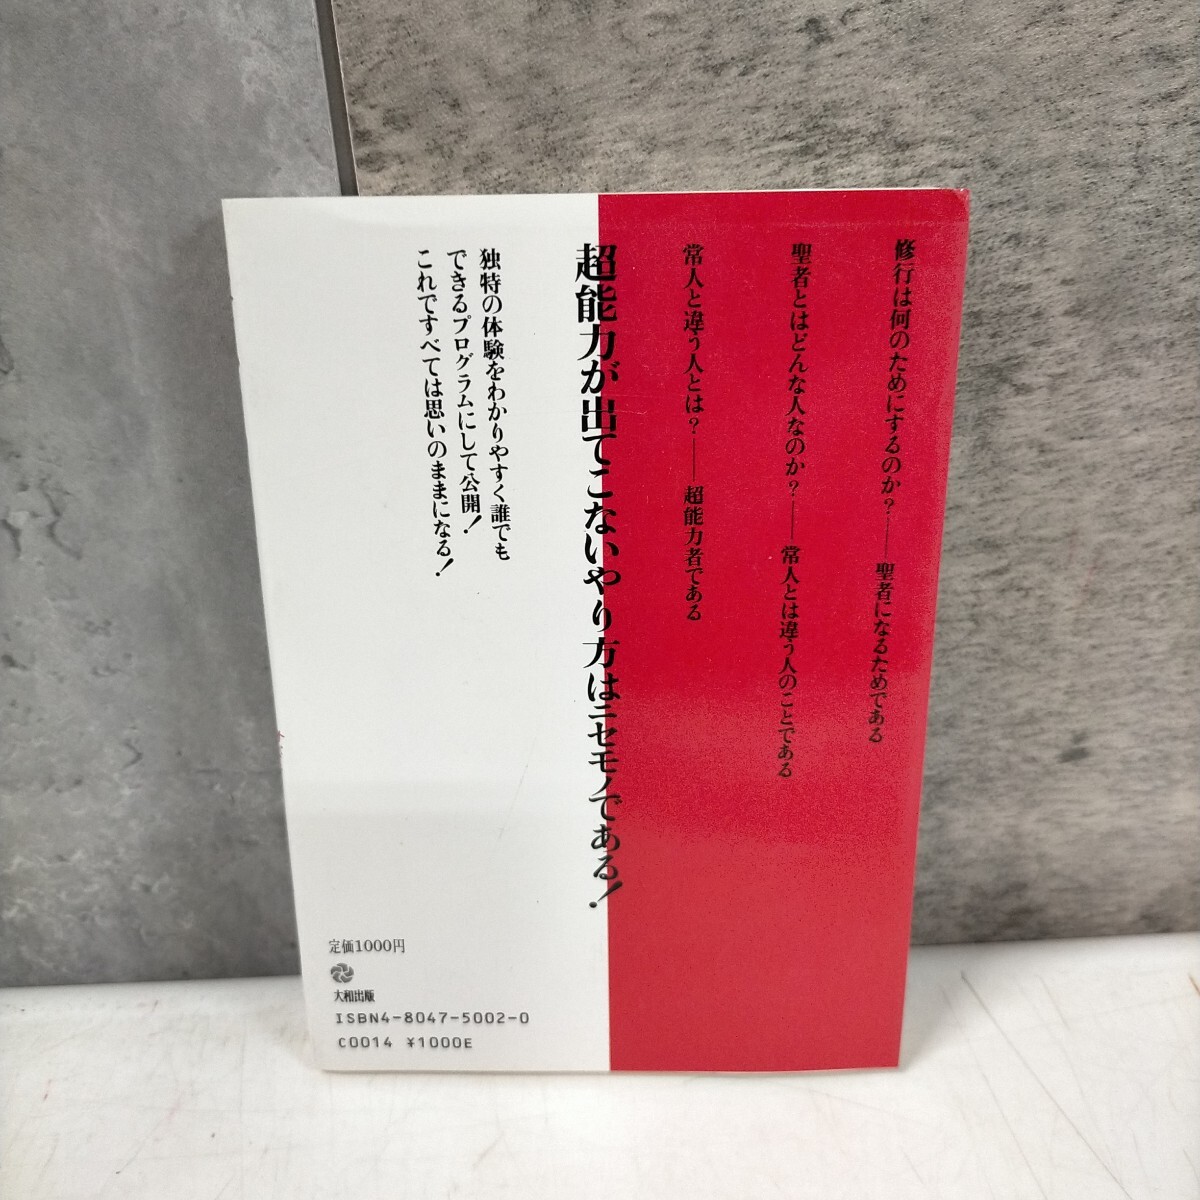 修行は何のためにするのか？――聖者になるためである
聖者とはどんな人なのか？――常人とは違う人のことである
常人と違う人とは？――超能力者である
超能力が出てこないやり方はニセモノである！
独特の体験をわかりやすく誰でも
できるプログラムにして公開！
これですべては思いのままになる！
定価1000円
大和出版
ISBN4-8047-5002-0
C0014 ¥1000E